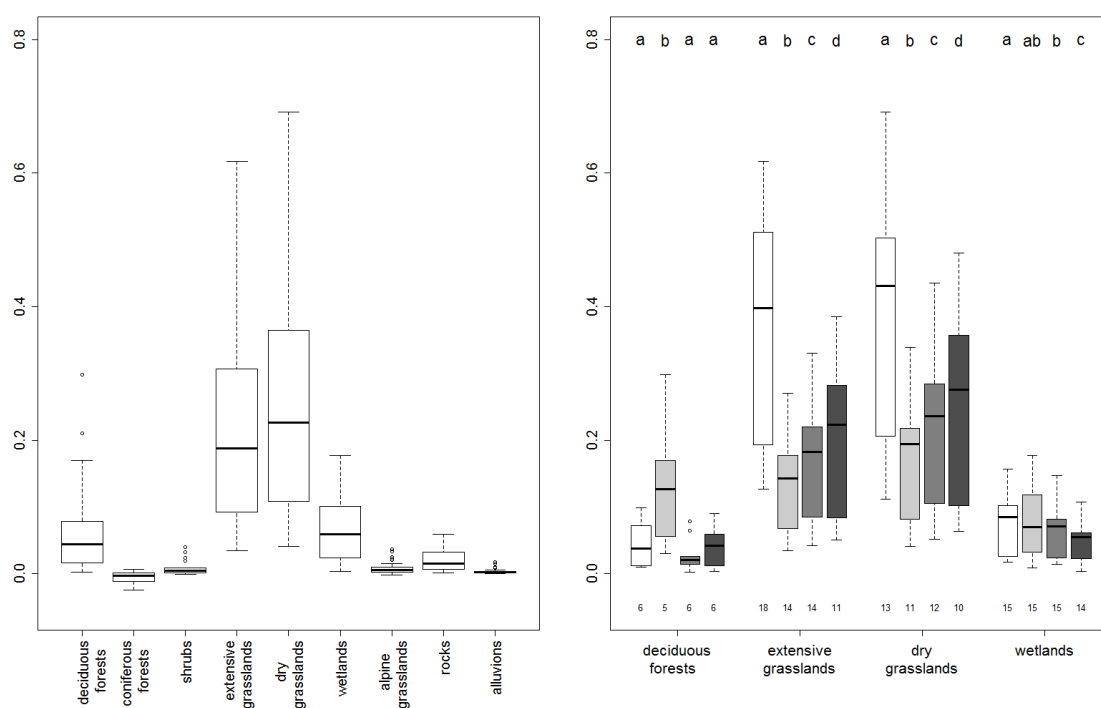 0.8
0.6
0.4
0.2
0.0
deciduous
forests
coniferous
forests
shrubs
extensive
grasslands
dry
grasslands
wetlands
alpine
grasslands
rocks
alluvions
0.8
0.6
0.4
0.2
0.0
a b a a a b c d a b c d a ab b c
6 5 6 6 18 14 14 11 13 11 12 10 15 15 15 14
deciduous
forests
extensive
grasslands
dry
grasslands
wetlands